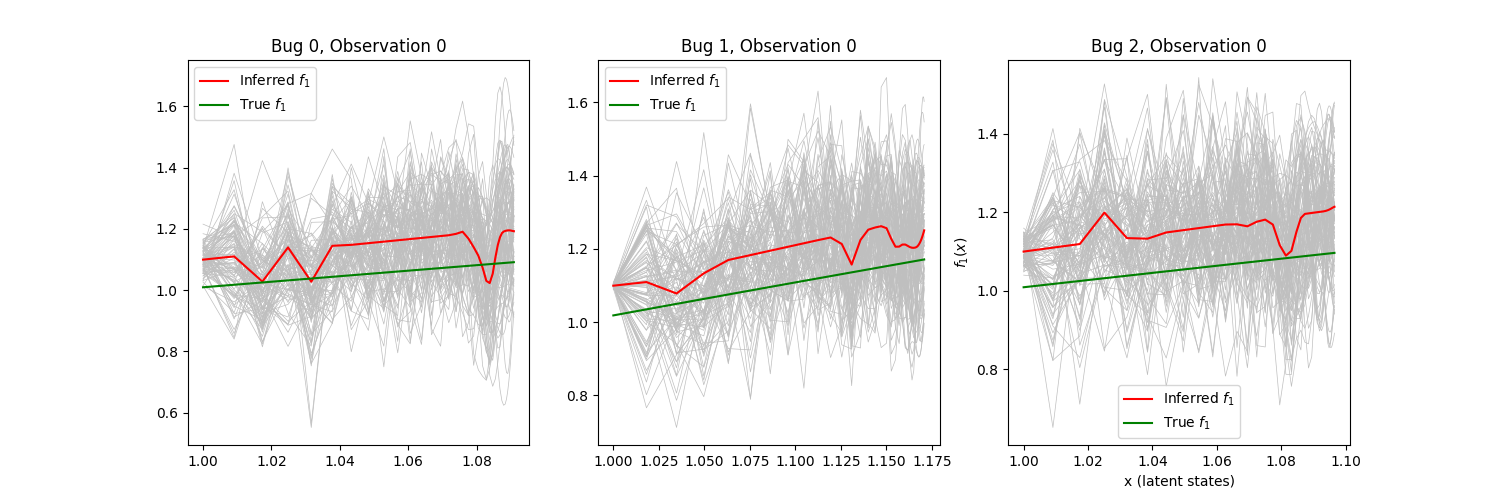 Bug 0, Observation 0
Inferred f₁
True f₁
1.6
1.4
1.2
1.0
0.8
0.6
1.00 1.02 1.04 1.06 1.08
Bug 1, Observation 0
Inferred f₁
True f₁
1.6
1.4
1.2
1.0
0.8
1.000 1.025 1.050 1.075 1.100 1.125 1.150 1.175
Bug 2, Observation 0
f₁(x)
1.4
1.2
1.0
0.8
Inferred f₁
True f₁
1.00 1.02 1.04 1.06 1.08 1.10
x (latent states)